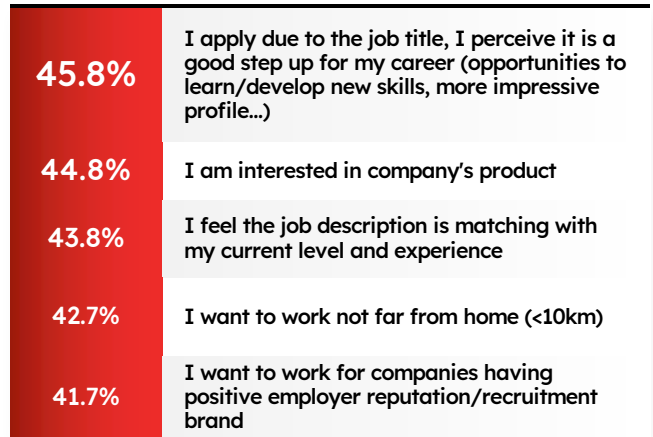 45.8%
I apply due to the job title, I perceive it is a
good step up for my career (opportunities to
learn/develop new skills, more impressive
profile...)
44.8%
I am interested in company's product
43.8%
I feel the job description is matching with
my current level and experience
42.7%
I want to work not far from home (<10km)
41.7%
I want to work for companies having
positive employer reputation/recruitment
brand